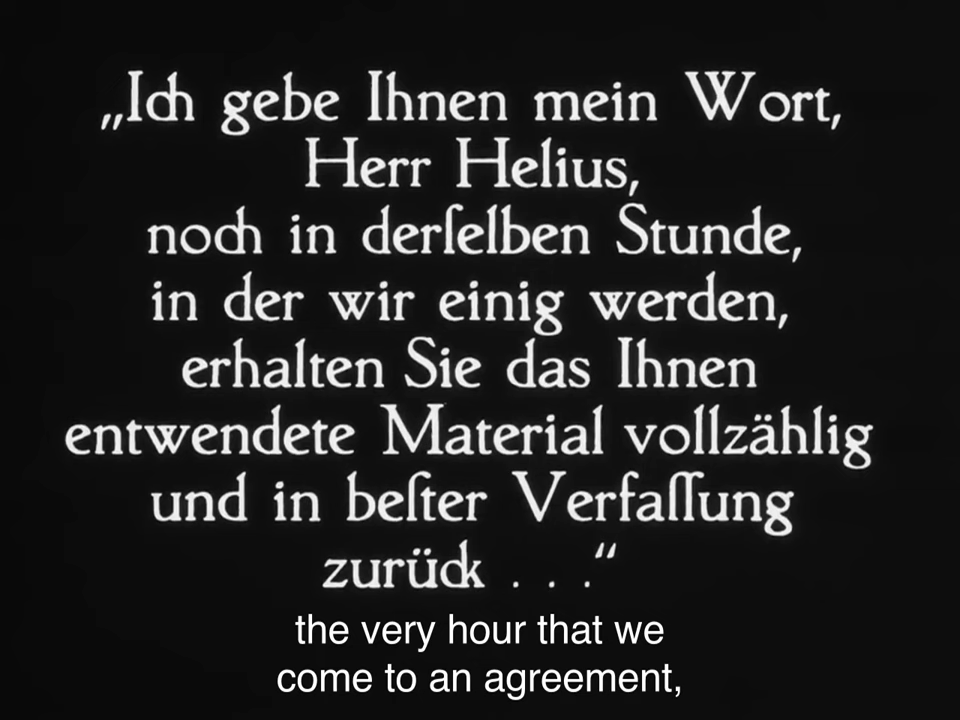 „Ich gebe Ihnen mein Wort,
Herr Helius,
noch in derſelben Stunde,
in der wir einig werden,
erhalten Sie das Ihnen
entwendete Material vollzählig
und in beſter Verfaſſung
zurück . . .“
the very hour that we
come to an agreement,